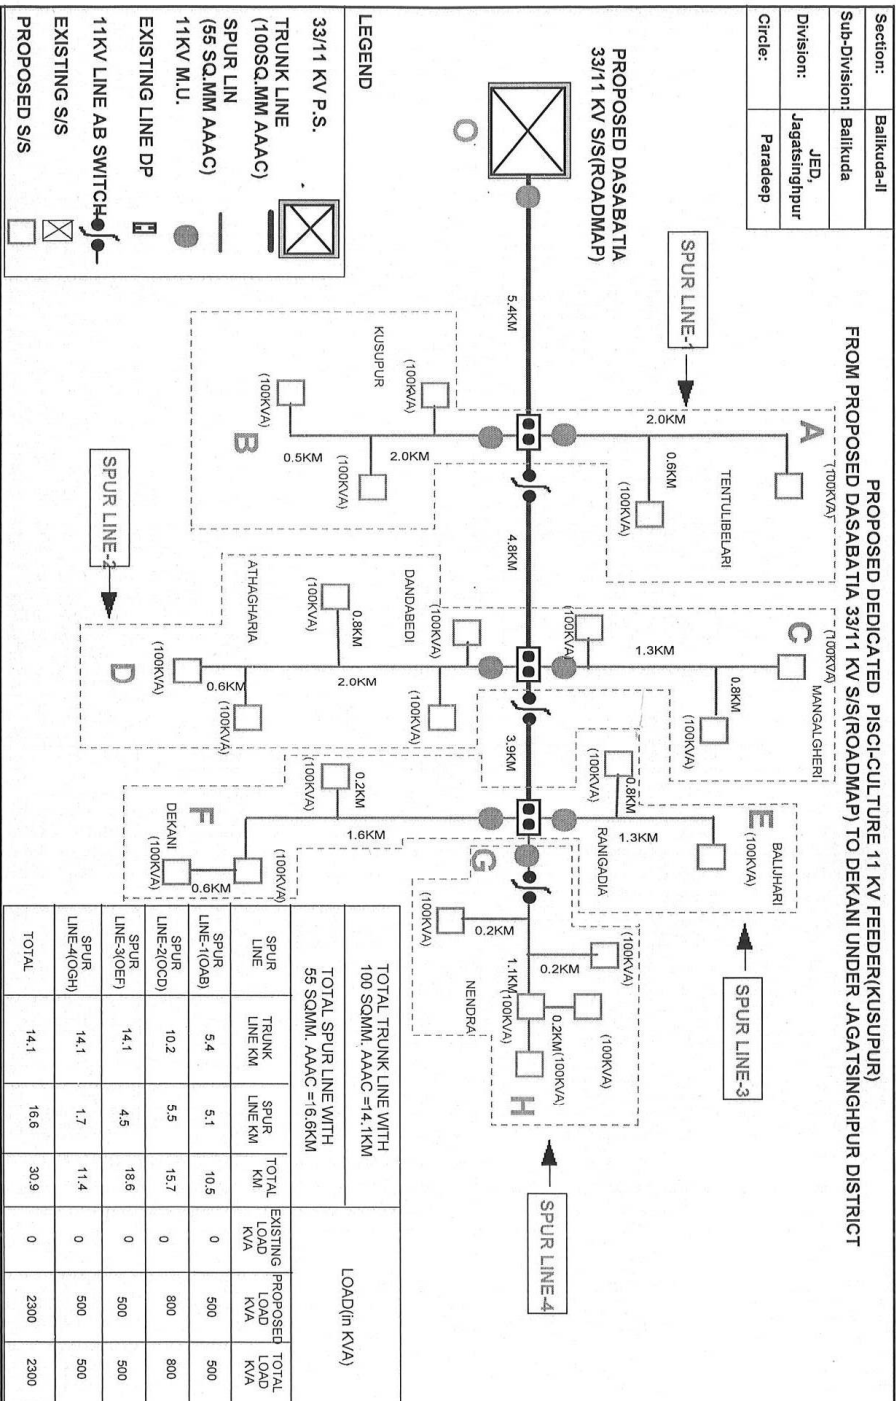 PROPOSED DEDICATED PISCI-CULTURE 11 KV FEEDER(KUSUPUR)
FROM PROPOSED DASABATIA 33/11 KV S/S(ROADMAP) TO DEKANI UNDER JAGATSINGHPUR DISTRICT
Section: Balikuda-II
Sub-Division: Balikuda
Division: JED,
Jagatsinghpur
Circle: Paradeep
PROPOSED DASABATIA
33/11 KV S/S(ROADMAP)
O
5.4KM
4.8KM
3.9KM
SPUR LINE-1
A
(100KVA)
2.0KM
0.6KM
(100KVA)
TENTULIBELARI
KUSUPUR
(100KVA)
2.0KM
(100KVA)
0.5KM
(100KVA)
B
SPUR LINE-2
C
(100KVA)
MANGALGHERI
1.3KM
0.8KM
(100KVA)
(100KVA)
DANDABEDI
(100KVA)
(100KVA)
0.8KM
(100KVA)
2.0KM
ATHAGHARIA
0.6KM
(100KVA)
(100KVA)
D
SPUR LINE-3
E
BALIJHARI
(100KVA)
1.3KM
0.8KM
(100KVA)
RANIGADIA
(100KVA)
0.2KM
1.6KM
F
DEKANI
(100KVA)
0.6KM
(100KVA)
SPUR LINE-4
G
(100KVA)
0.2KM
(100KVA)
0.2KM
1.1KM
(100KVA)
(100KVA)
0.2KM
(100KVA)
NENDRA
H
LEGEND
33/11 KV P.S.
TRUNK LINE
(100SQ.MM AAAC)
SPUR LIN
(55 SQ.MM AAAC)
11KV M.U.
EXISTING LINE DP
11KV LINE AB SWITCH
EXISTING S/S
PROPOSED S/S
TOTAL TRUNK LINE WITH
100 SQMM. AAAC =14.1KM
TOTAL SPUR LINE WITH
55 SQMM. AAAC =16.6KM
LOAD(in KVA)
SPUR LINE TRUNK LINE KM SPUR LINE KM TOTAL KM EXISTING LOAD KVA PROPOSED LOAD KVA TOTAL LOAD KVA
SPUR LINE-1(OAB) 5.4 5.1 10.5 0 500 500
SPUR LINE-2(OCD) 10.2 5.5 15.7 0 800 800
SPUR LINE-3(OEF) 14.1 4.5 18.6 0 500 500
SPUR LINE-4(OGH) 14.1 1.7 11.4 0 500 500
TOTAL 14.1 16.6 30.9 0 2300 2300